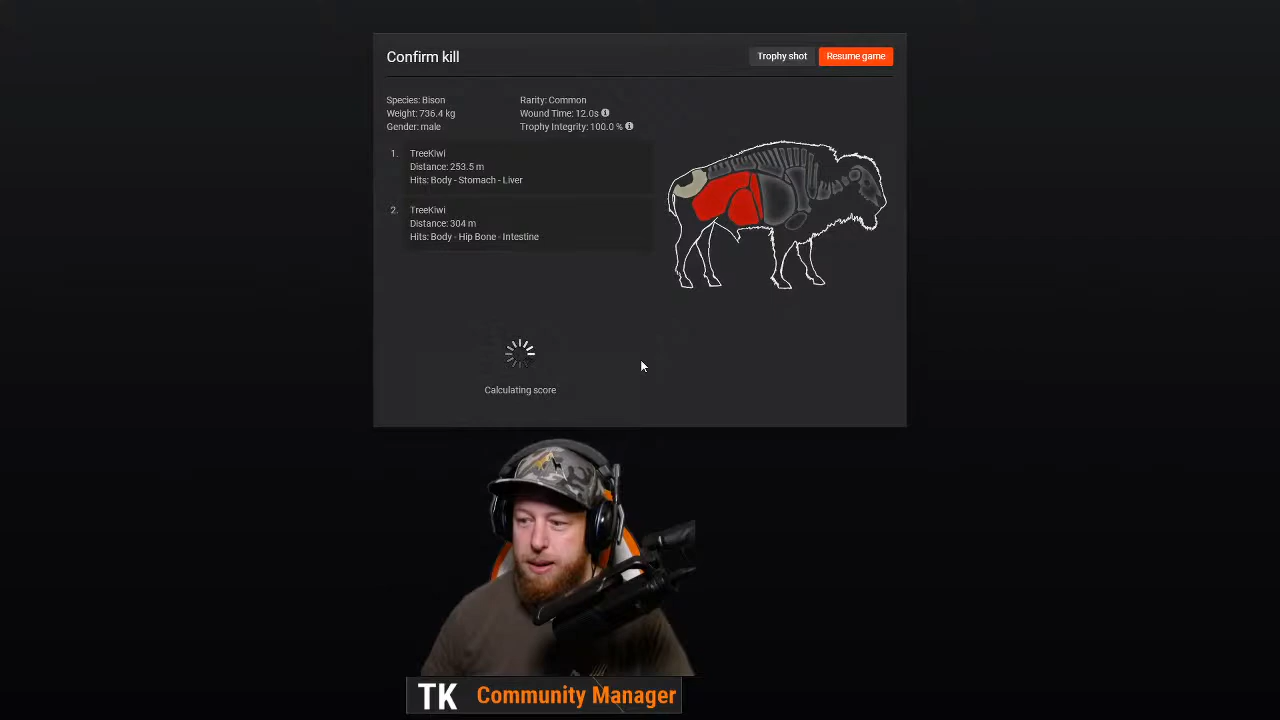 Confirm kill
Trophy shot
Resume game
Species: Bison
Rarity: Common
Weight: 736.4 kg
Wound Time: 12.0s
Gender: male
Trophy Integrity: 100.0 %
1.
TreeKiwi
Distance: 253.5 m
Hits: Body - Stomach - Liver
2.
TreeKiwi
Distance: 304 m
Hits: Body - Hip Bone - Intestine
Calculating score
TK Community Manager